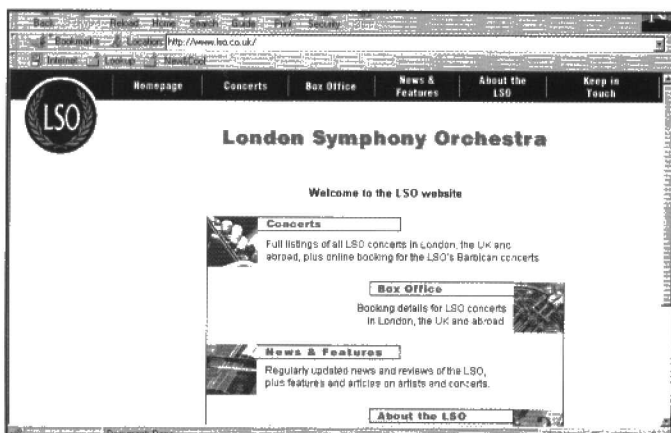 Back Reload Home Search Guide Print Security
Bookmarks Location: http://www.lso.co.uk/
Internet Lookup New&Cool
LSO
Homepage Concerts Box Office News & Features About the LSO Keep in Touch
London Symphony Orchestra
Welcome to the LSO website
Concerts
Full listings of all LSO concerts in London, the UK and
abroad, plus online booking for the LSO's Barbican concerts
Box Office
Booking details for LSO concerts
in London, the UK and abroad
News & Features
Regularly updated news and reviews of the LSO,
plus features and articles on artists and concerts.
About the LSO